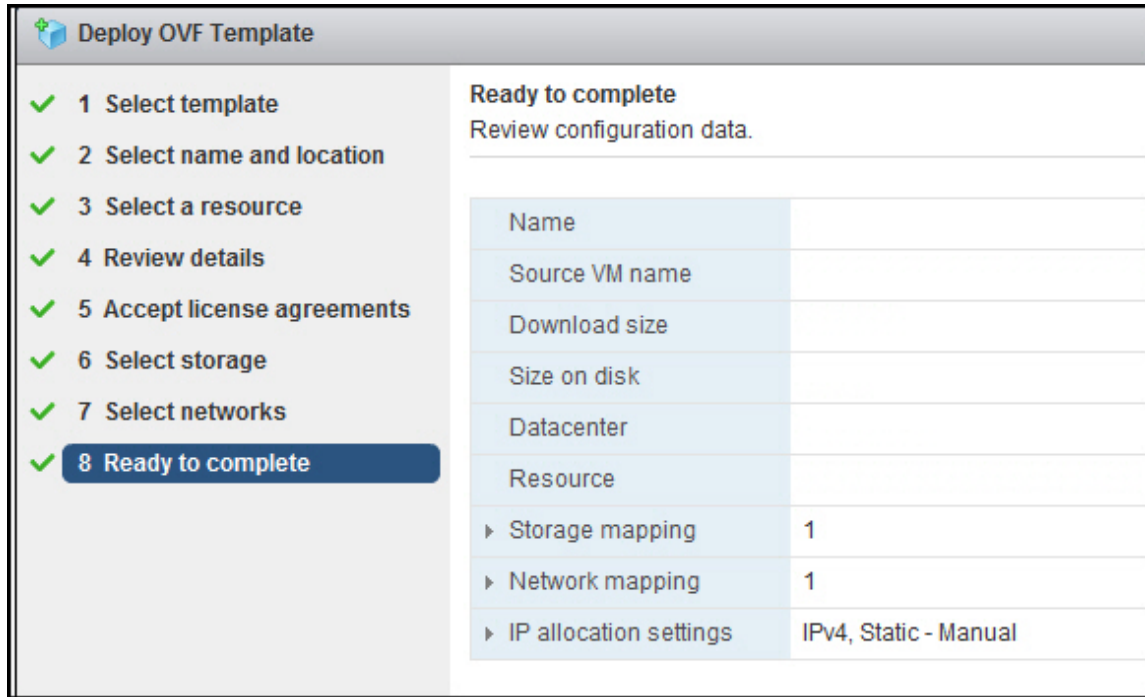 Deploy OVF Template
1 Select template
2 Select name and location
3 Select a resource
4 Review details
5 Accept license agreements
6 Select storage
7 Select networks
8 Ready to complete
Ready to complete
Review configuration data.
Name
Source VM name
Download size
Size on disk
Datacenter
Resource
Storage mapping 1
Network mapping 1
IP allocation settings IPv4, Static - Manual